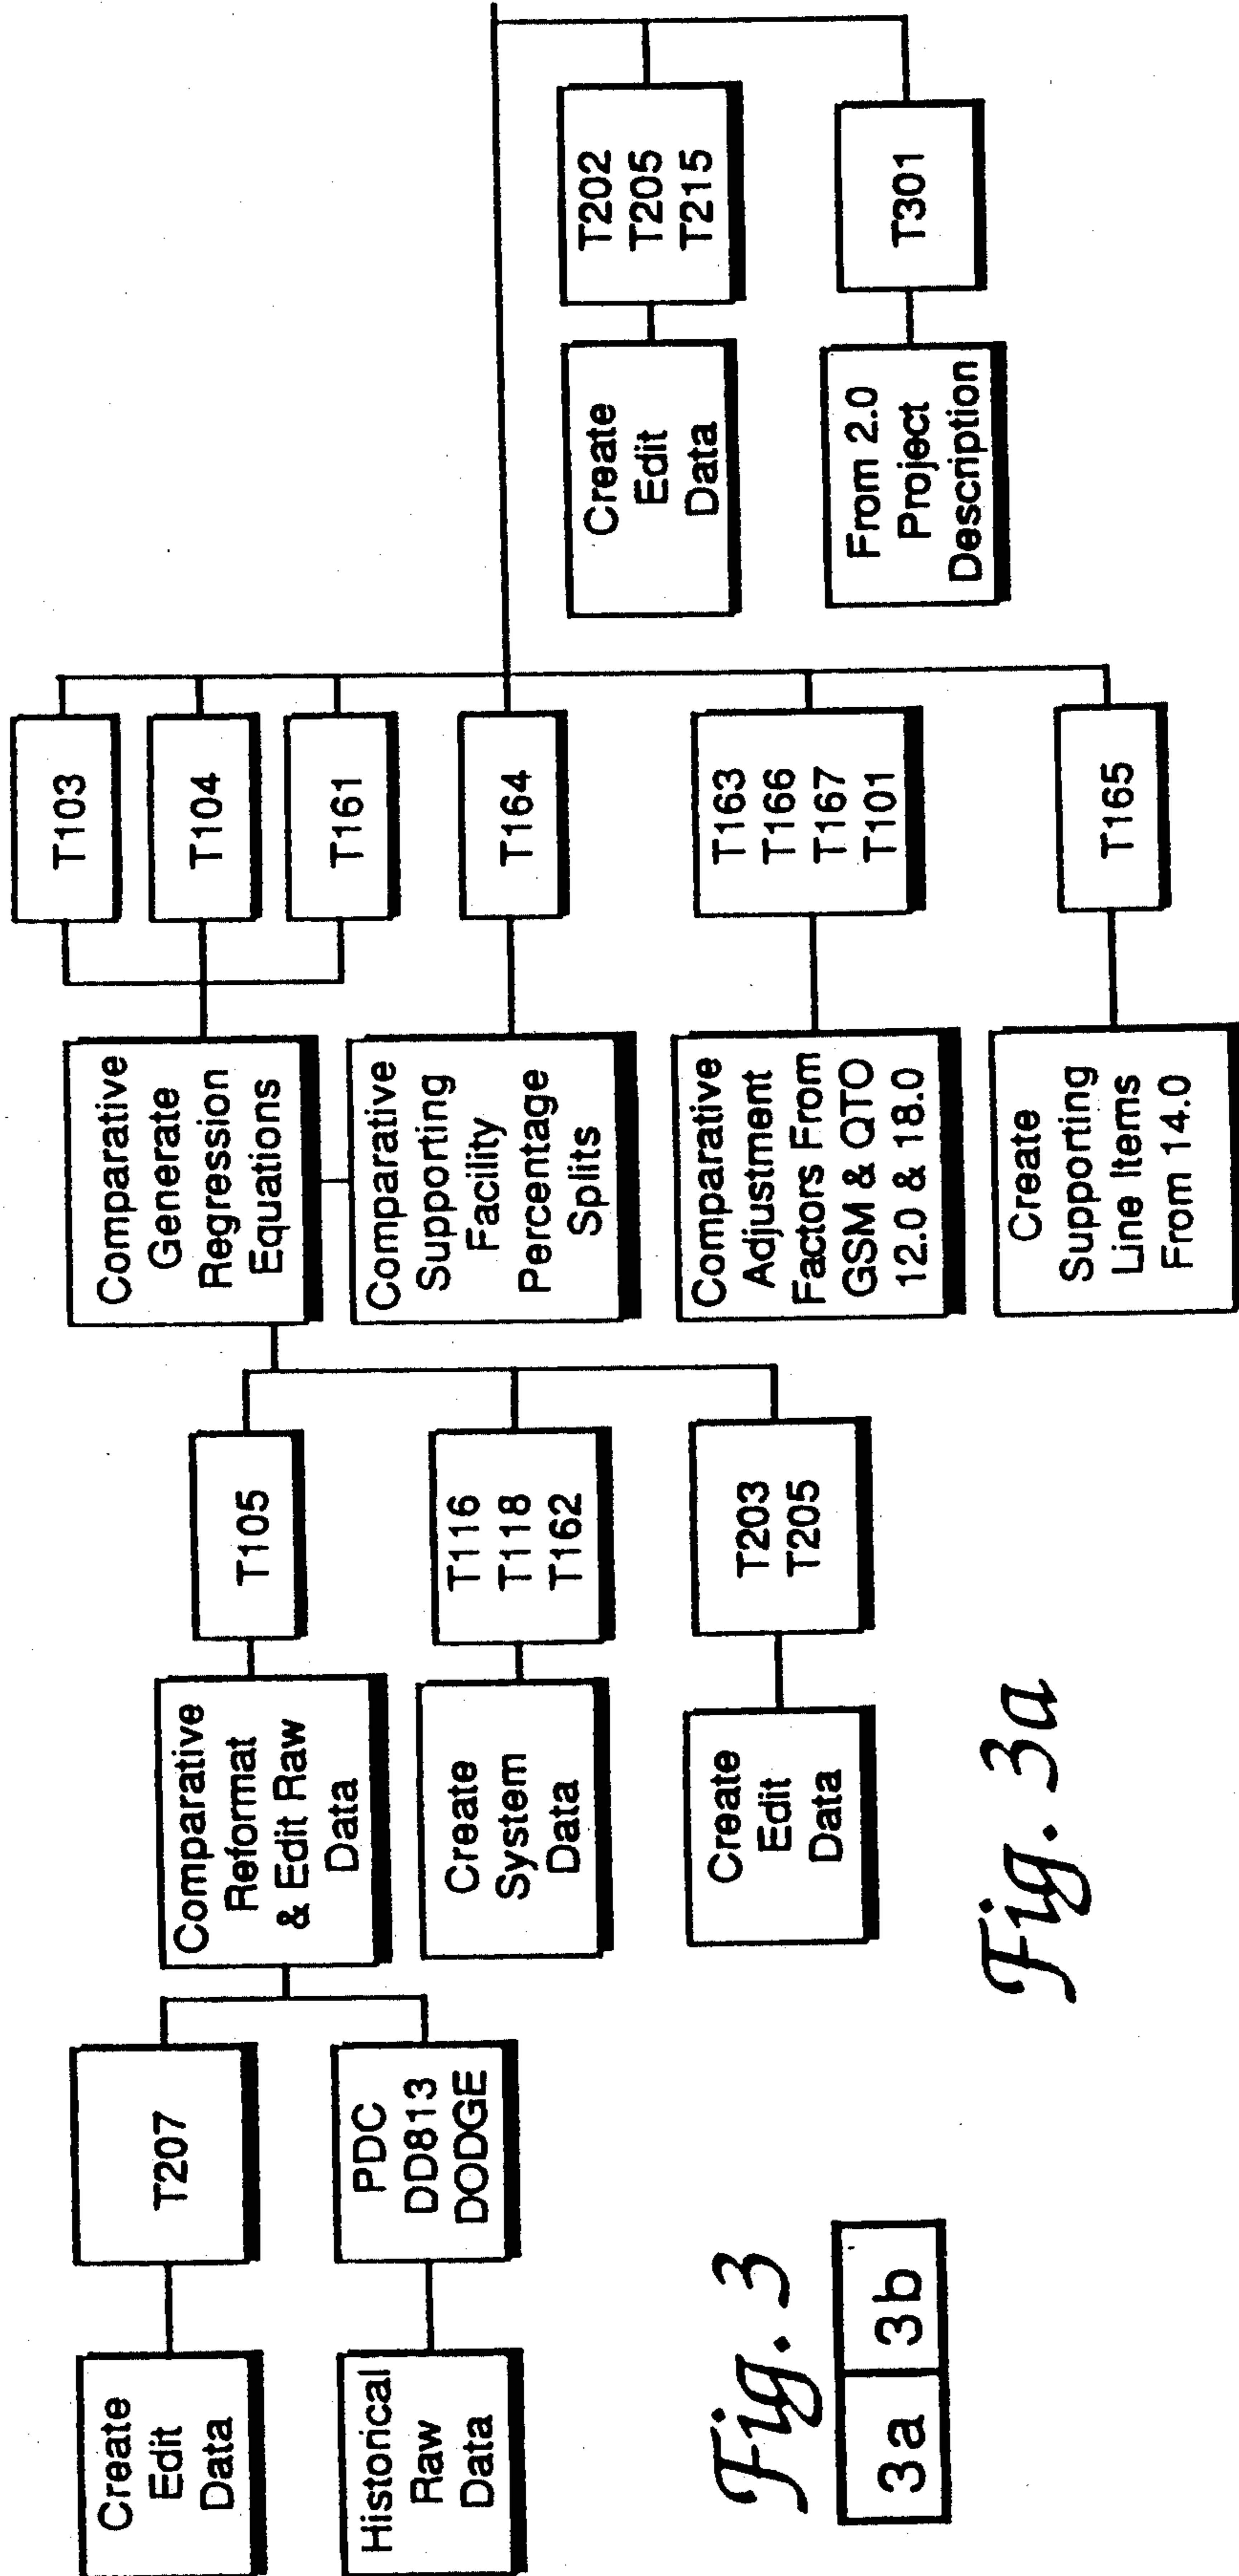 Create
Edit
Data
T207
Historical
Raw
Data
PDC
DD813
DODGE
Comparative
Reformat
& Edit Raw
Data
T105
Create
System
Data
T116
T118
T162
Create
Edit
Data
T203
T205
Comparative
Generate
Regression
Equations
T103
T104
T161
Comparative
Supporting
Facility
Percentage
Splits
T164
Comparative
Adjustment
Factors From
GSM & QTO
12.0 & 18.0
T163
T166
T167
T101
Create
Supporting
Line Items
From 14.0
T165
Create
Edit
Data
T202
T205
T215
From 2.0
Project
Description
T301
Fig. 3
3a 3b
Fig. 3a